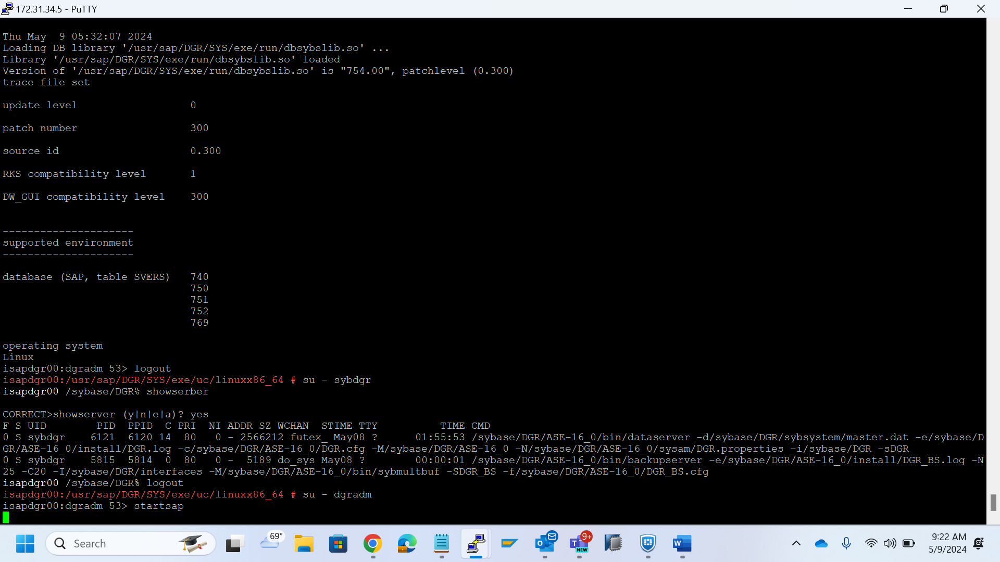 172.31.34.5 - PuTTY
Thu May  9 05:32:07 2024
Loading DB library '/usr/sap/DGR/SYS/exe/run/dbsybslib.so' ...
Library '/usr/sap/DGR/SYS/exe/run/dbsybslib.so' loaded
Version of '/usr/sap/DGR/SYS/exe/run/dbsybslib.so' is "754.00", patchlevel (0.300)
trace file set
update level                  0
patch number                  300
source id                     0.300
RKS compatibility level       1
DW_GUI compatibility level    300
---------------------
supported environment
---------------------
database (SAP, table SVERS)   740
750
751
752
769
operating system
Linux
isapdgr00:dgradm 53> logout
isapdgr00:/usr/sap/DGR/SYS/exe/uc/linuxx86_64 # su - sybdgr
isapdgr00 /sybase/DGR% showserber
CORRECT>showserver (y|n|e|a)? yes
F S UID        PID  PPID  C PRI  NI ADDR SZ WCHAN  STIME TTY          TIME CMD
0 S sybdgr    6121  6120 14  80   0 - 2566212 futex_ May08 ?      01:55:53 /sybase/DGR/ASE-16_0/bin/dataserver -d/sybase/DGR/sybsystem/master.dat -e/sybase/D
GR/ASE-16_0/install/DGR.log -c/sybase/DGR/ASE-16_0/DGR.cfg -M/sybase/DGR/ASE-16_0 -N/sybase/DGR/ASE-16_0/sysam/DGR.properties -i/sybase/DGR -sDGR
0 S sybdgr    5815  5814  0  80   0 -  5189 do_sys May08 ?        00:00:01 /sybase/DGR/ASE-16_0/bin/backupserver -e/sybase/DGR/ASE-16_0/install/DGR_BS.log -N
25 -C20 -I/sybase/DGR/interfaces -M/sybase/DGR/ASE-16_0/bin/sybmultbuf -SDGR_BS -f/sybase/DGR/ASE-16_0/DGR_BS.cfg
isapdgr00 /sybase/DGR% logout
isapdgr00:/usr/sap/DGR/SYS/exe/uc/linuxx86_64 # su - dgradm
isapdgr00:dgradm 53> startsap
Search
69°
9+
NEW
9:22 AM
5/9/2024